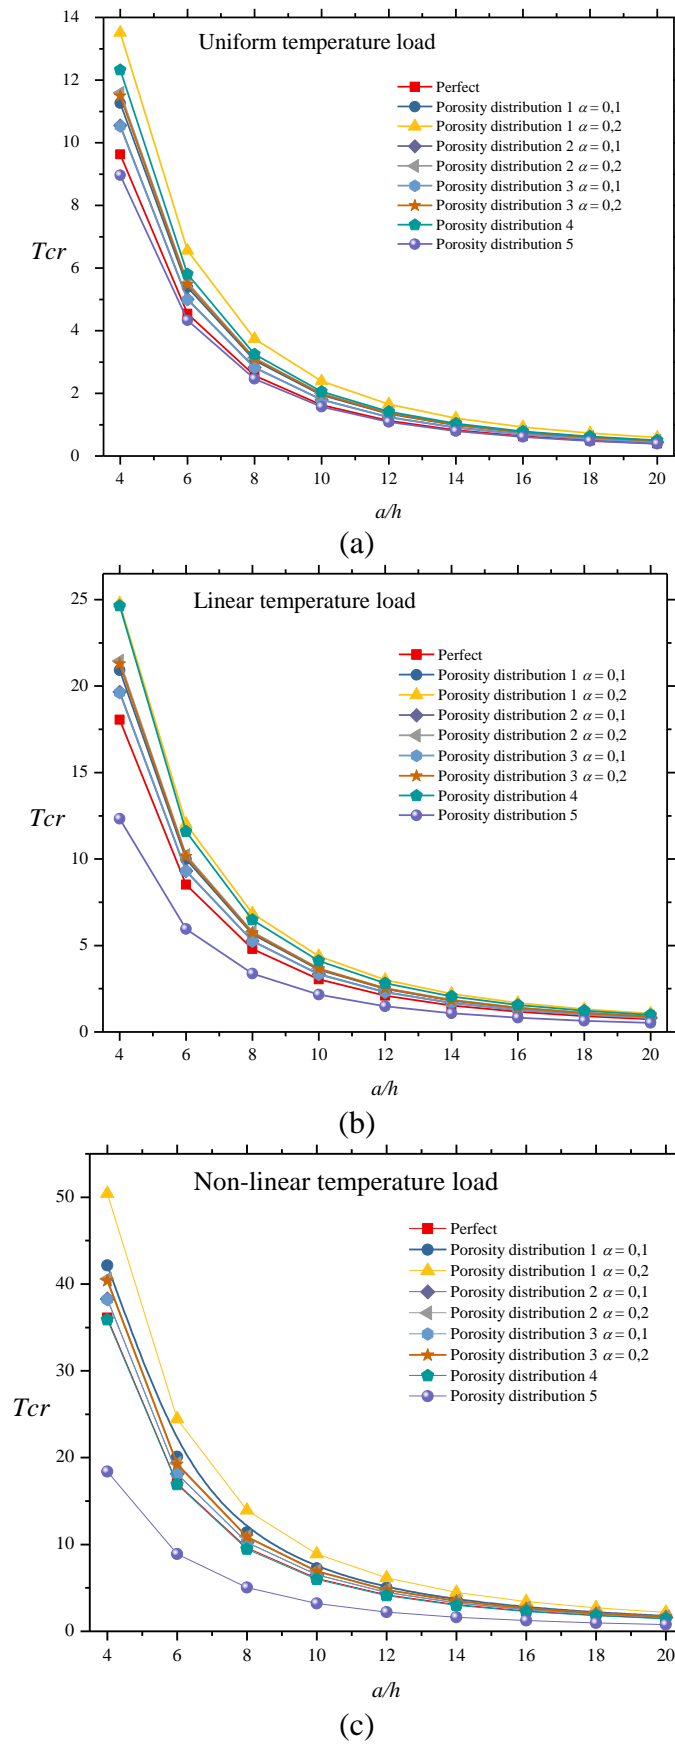 Uniform temperature load
14
12
10
8
6
4
2
0
Tcr
Perfect
Porosity distribution 1 α = 0,1
Porosity distribution 1 α = 0,2
Porosity distribution 2 α = 0,1
Porosity distribution 2 α = 0,2
Porosity distribution 3 α = 0,1
Porosity distribution 3 α = 0,2
Porosity distribution 4
Porosity distribution 5
4 6 8 10 12 14 16 18 20
a/h
(a)
Linear temperature load
25
20
15
10
5
0
Tcr
Perfect
Porosity distribution 1 α = 0,1
Porosity distribution 1 α = 0,2
Porosity distribution 2 α = 0,1
Porosity distribution 2 α = 0,2
Porosity distribution 3 α = 0,1
Porosity distribution 3 α = 0,2
Porosity distribution 4
Porosity distribution 5
4 6 8 10 12 14 16 18 20
a/h
(b)
Non-linear temperature load
50
40
30
20
10
0
Tcr
Perfect
Porosity distribution 1 α = 0,1
Porosity distribution 1 α = 0,2
Porosity distribution 2 α = 0,1
Porosity distribution 2 α = 0,2
Porosity distribution 3 α = 0,1
Porosity distribution 3 α = 0,2
Porosity distribution 4
Porosity distribution 5
4 6 8 10 12 14 16 18 20
a/h
(c)